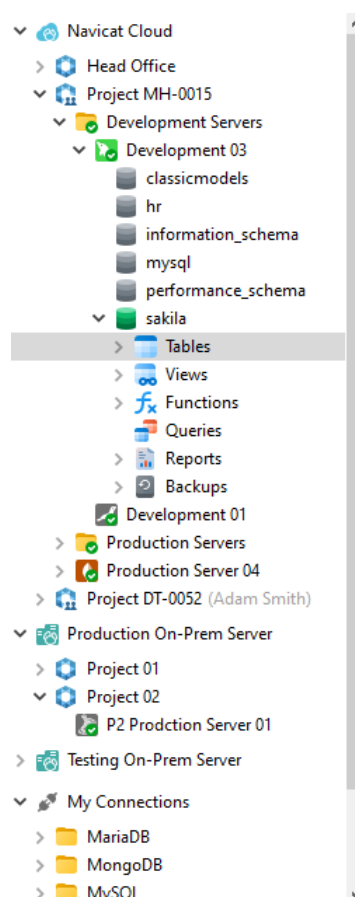 Navicat Cloud
Head Office
Project MH-0015
Development Servers
Development 03
classicmodels
hr
information_schema
mysql
performance_schema
sakila
Tables
Views
Functions
Queries
Reports
Backups
Development 01
Production Servers
Production Server 04
Project DT-0052 (Adam Smith)
Production On-Prem Server
Project 01
Project 02
P2 Prodction Server 01
Testing On-Prem Server
My Connections
MariaDB
MongoDB
MySQL